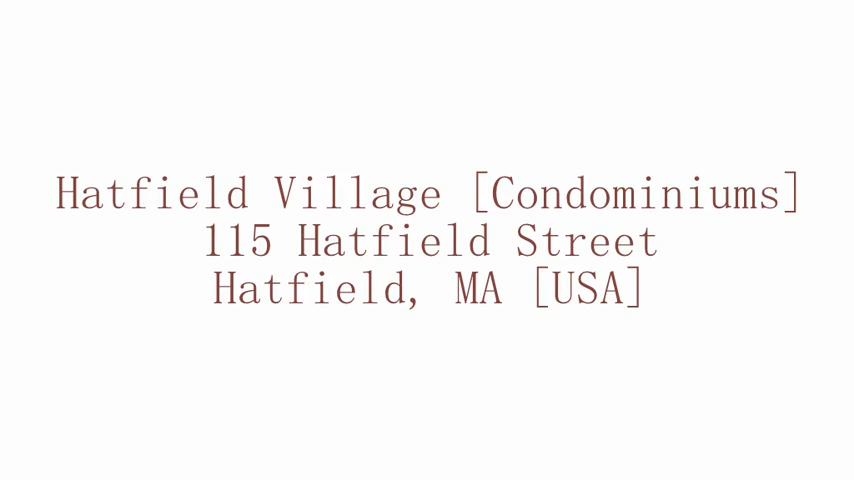 Hatfield Village [Condominiums]
115 Hatfield Street
Hatfield, MA [USA]